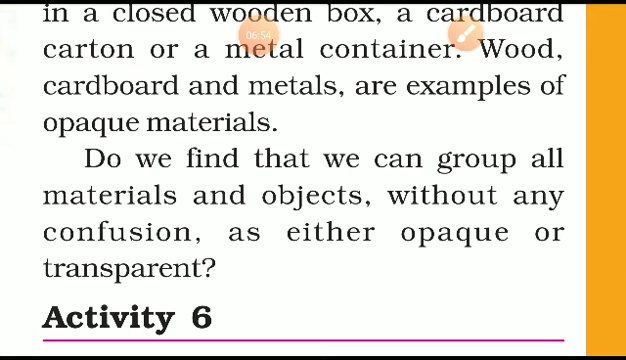 in a closed wooden box, a cardboard
06:54
carton or a metal container. Wood,
cardboard and metals, are examples of
opaque materials.
Do we find that we can group all
materials and objects, without any
confusion, as either opaque or
transparent?
Activity 6